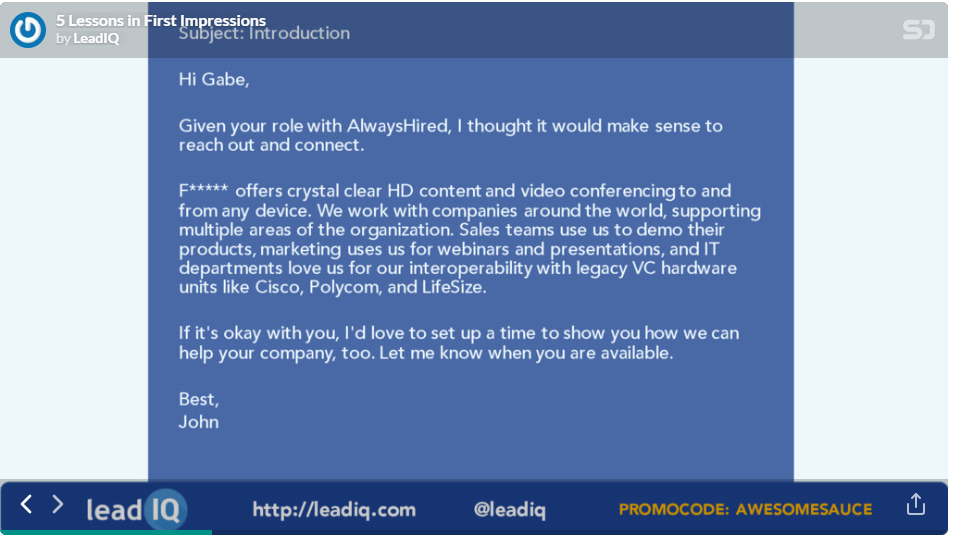 5 Lessons in First Impressions
by LeadIQ
Subject: Introduction
Hi Gabe,
Given your role with AlwaysHired, I thought it would make sense to
reach out and connect.
F***** offers crystal clear HD content and video conferencing to and
from any device. We work with companies around the world, supporting
multiple areas of the organization. Sales teams use us to demo their
products, marketing uses us for webinars and presentations, and IT
departments love us for our interoperability with legacy VC hardware
units like Cisco, Polycom, and LifeSize.
If it's okay with you, I'd love to set up a time to show you how we can
help your company, too. Let me know when you are available.
Best,
John
lead IQ
http://leadiq.com
@leadiq
PROMOCODE: AWESOMESAUCE